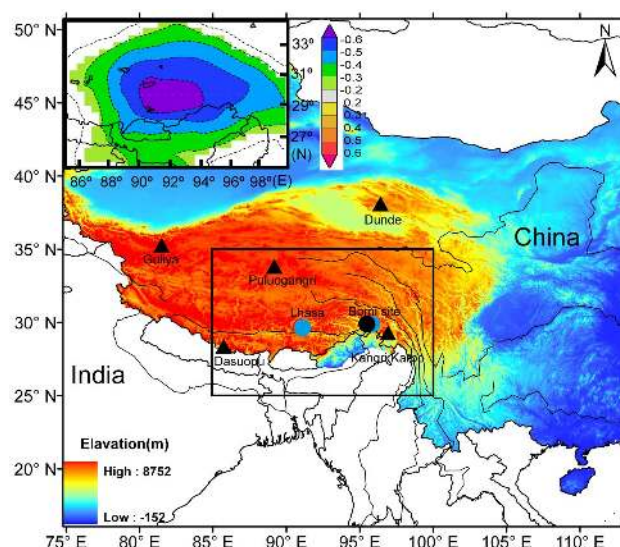 50° N
45° N
40° N
35° N
30° N
25° N
20° N
33°
31°
29°
27°
(N)
86° 90° 92° 94° 96° 98°(E)
-0.6
-0.5
-0.4
-0.3
-0.2
0.2
0.3
0.4
0.5
0.6
N
Dunde
China
Guliya
Puluogangri
Lhasa
Bomi site
Dasuopu
Kangri Karpo
India
Elavation(m)
High : 8752
Low : -152
75° E 80° E 85° E 90° E 95° E 100° E 105° E 110° E